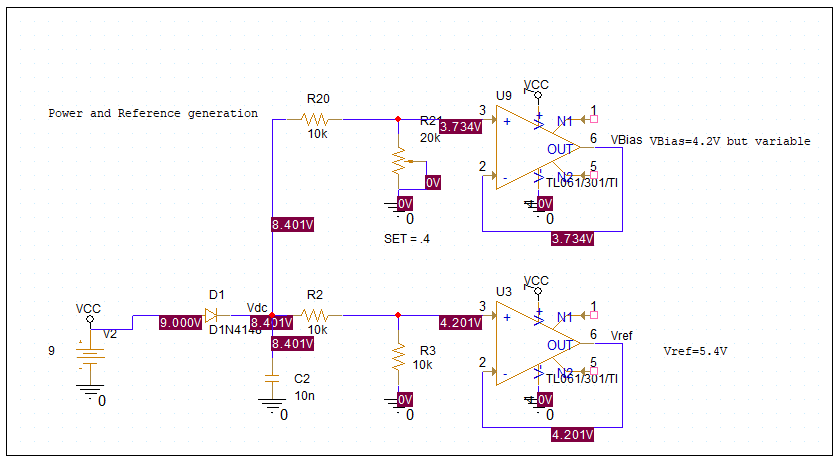 Power and Reference generation
R20
10k
R21
20k
3.734V
0V
0V
0
SET = .4
8.401V
U9
VCC
3
+
+
N1
1
6
OUT
VBias
VBias=4.2V but variable
2
-
N2
5
TL061/301/TI
0V
0
3.734V
VCC
V2
9
0
9.000V
D1
D1N4148
Vdc
8.401V
8.401V
R2
10k
C2
10n
0
4.201V
R3
10k
0V
0
U3
VCC
3
+
+
N1
1
6
OUT
Vref
Vref=5.4V
2
-
N2
5
TL061/301/TI
0V
0
4.201V